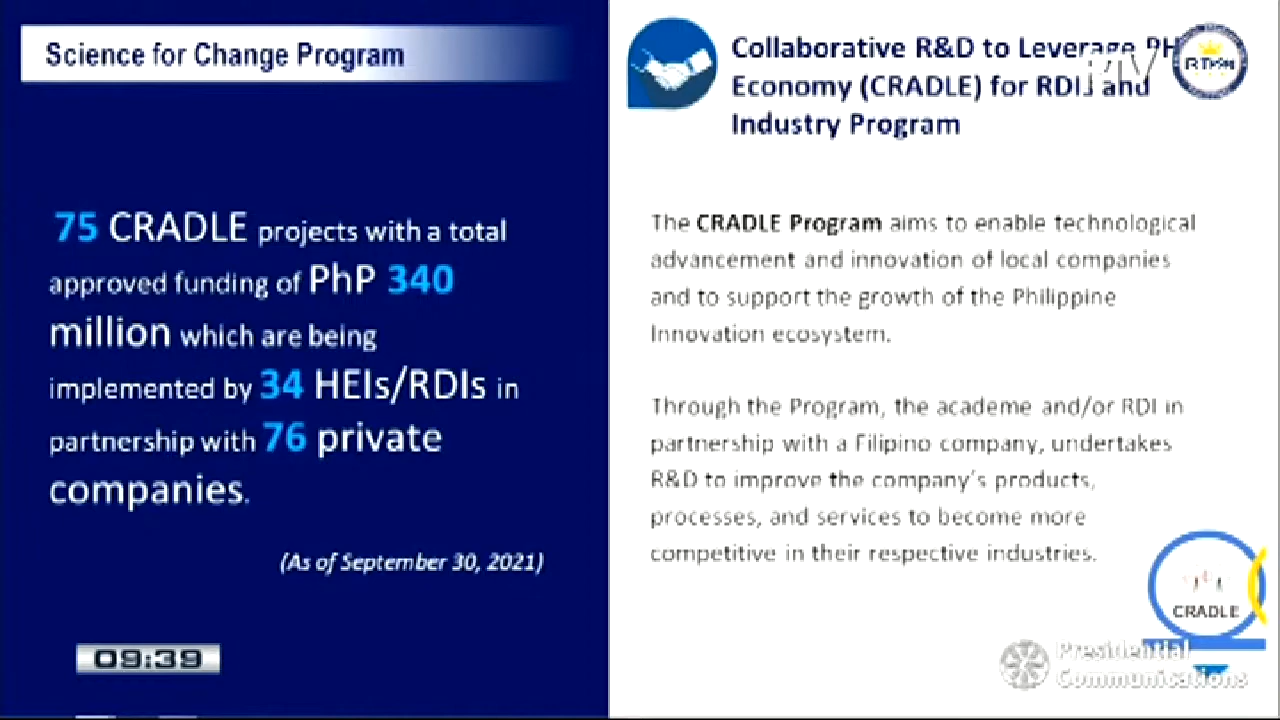 Science for Change Program
75 CRADLE projects with a total
approved funding of PhP 340
million which are being
implemented by 34 HEIs/RDIs in
partnership with 76 private
companies.
(As of September 30, 2021)
09:39
Collaborative R&D to Leverage PH
Economy (CRADLE) for RDI and
Industry Program
PTV
The CRADLE Program aims to enable technological
advancement and innovation of local companies
and to support the growth of the Philippine
Innovation ecosystem.
Through the Program, the academe and/or RDI in
partnership with a Filipino company, undertakes
R&D to improve the company's products,
processes, and services to become more
competitive in their respective industries.
CRADLE
Presidential
Communications